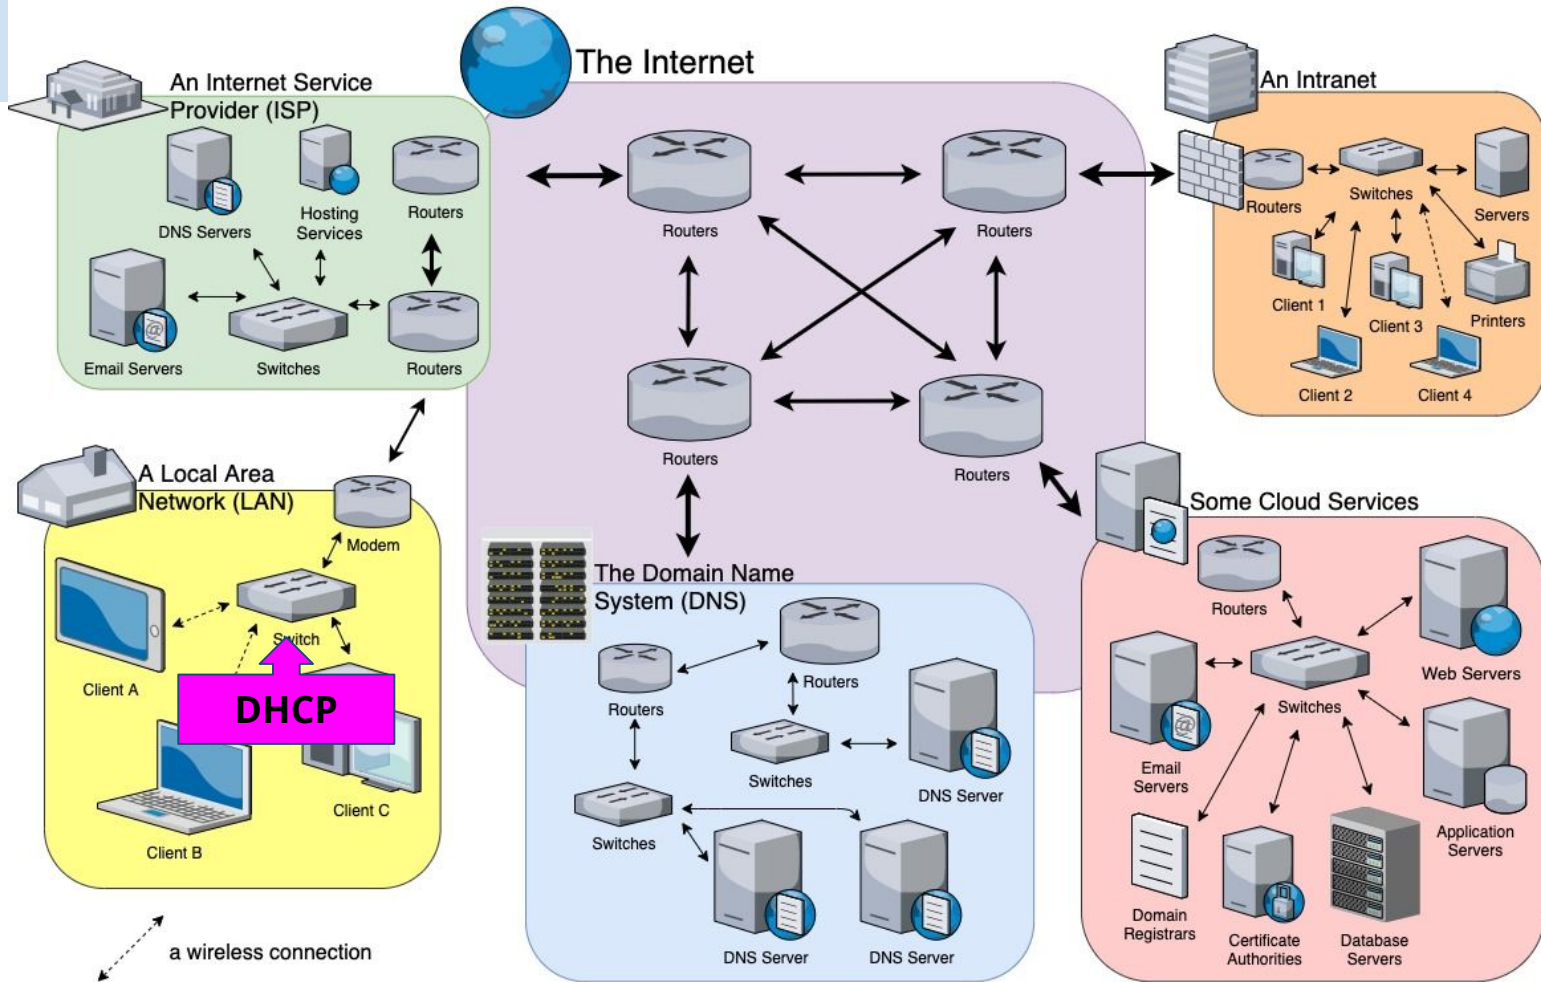 The Internet
An Internet Service
Provider (ISP)
DNS Servers
Hosting
Services
Routers
Email Servers
Switches
Routers
Routers
Routers
Routers
Routers
An Intranet
Routers
Switches
Servers
Client 1
Client 3
Printers
Client 2
Client 4
A Local Area
Network (LAN)
Modem
Switch
Client A
DHCP
Client C
Client B
a wireless connection
The Domain Name
System (DNS)
Routers
Routers
Switches
DNS Server
Switches
DNS Server
DNS Server
Some Cloud Services
Routers
Web Servers
Switches
Email
Servers
Application
Servers
Domain
Registrars
Certificate
Authorities
Database
Servers